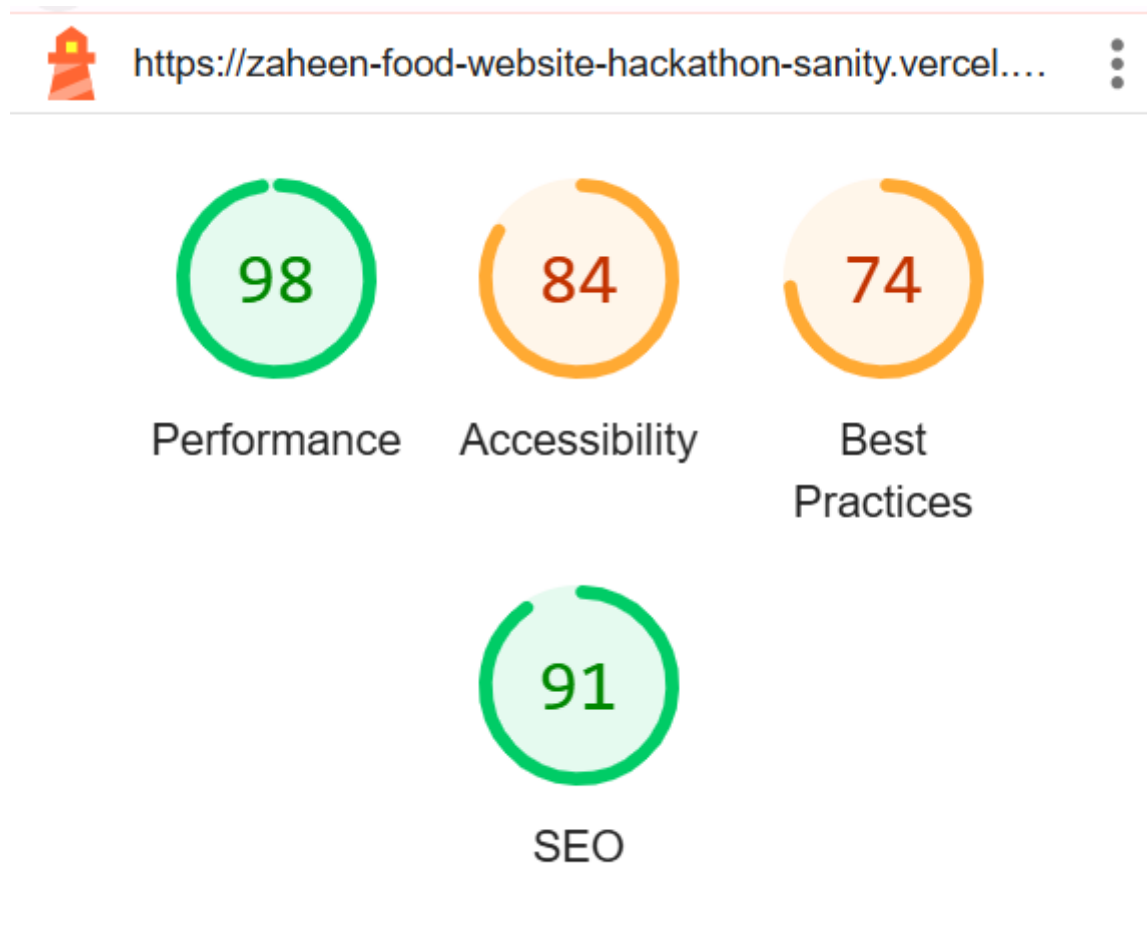 https://zaheen-food-website-hackathon-sanity.vercel....
98
84
74
Performance
Accessibility
Best
Practices
91
SEO